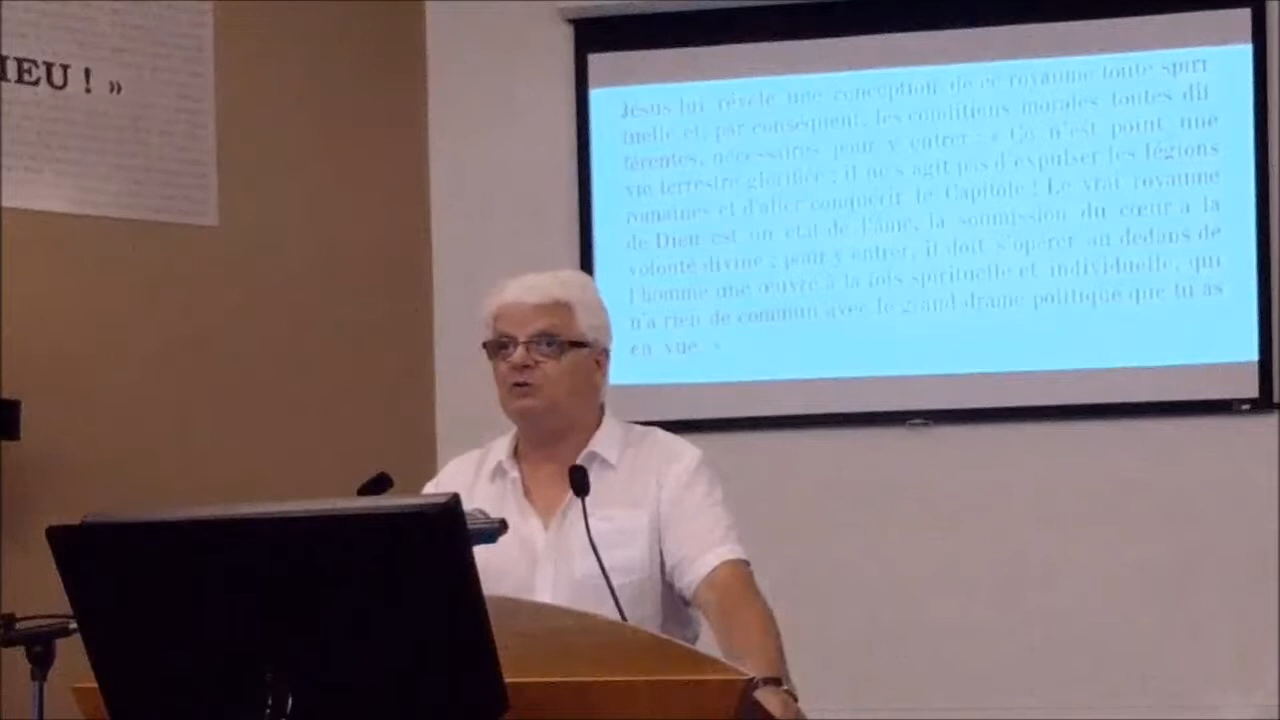 IEU ! »
Jésus lui révèle une conception de ce royaume toute spiri
tuelle et, par conséquent, les conditions morales toutes dif
férentes, nécessaires pour y entrer : « Ce n'est point une
vie terrestre glorifiée ; il ne s'agit pas d'expulser les légions
romaines et d'aller conquérir le Capitole ! Le vrai royaume
de Dieu est un état de l'âme, la soumission du cœur à la
volonté divine ; pour y entrer, il doit s'opérer au dedans de
l'homme une œuvre à la fois spirituelle et individuelle, qui
n'a rien de commun avec le grand drame politique que tu as
en vue. »